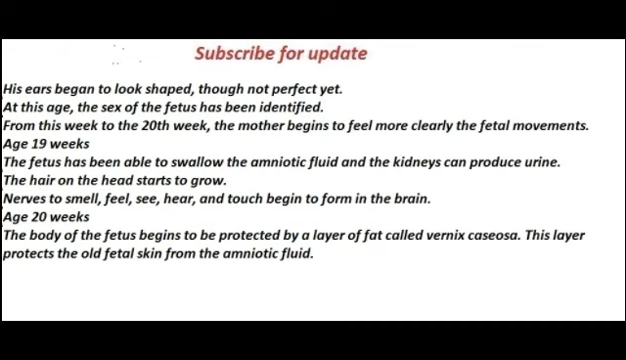 Subscribe for update
His ears began to look shaped, though not perfect yet.
At this age, the sex of the fetus has been identified.
From this week to the 20th week, the mother begins to feel more clearly the fetal movements.
Age 19 weeks
The fetus has been able to swallow the amniotic fluid and the kidneys can produce urine.
The hair on the head starts to grow.
Nerves to smell, feel, see, hear, and touch begin to form in the brain.
Age 20 weeks
The body of the fetus begins to be protected by a layer of fat called vernix caseosa. This layer
protects the old fetal skin from the amniotic fluid.